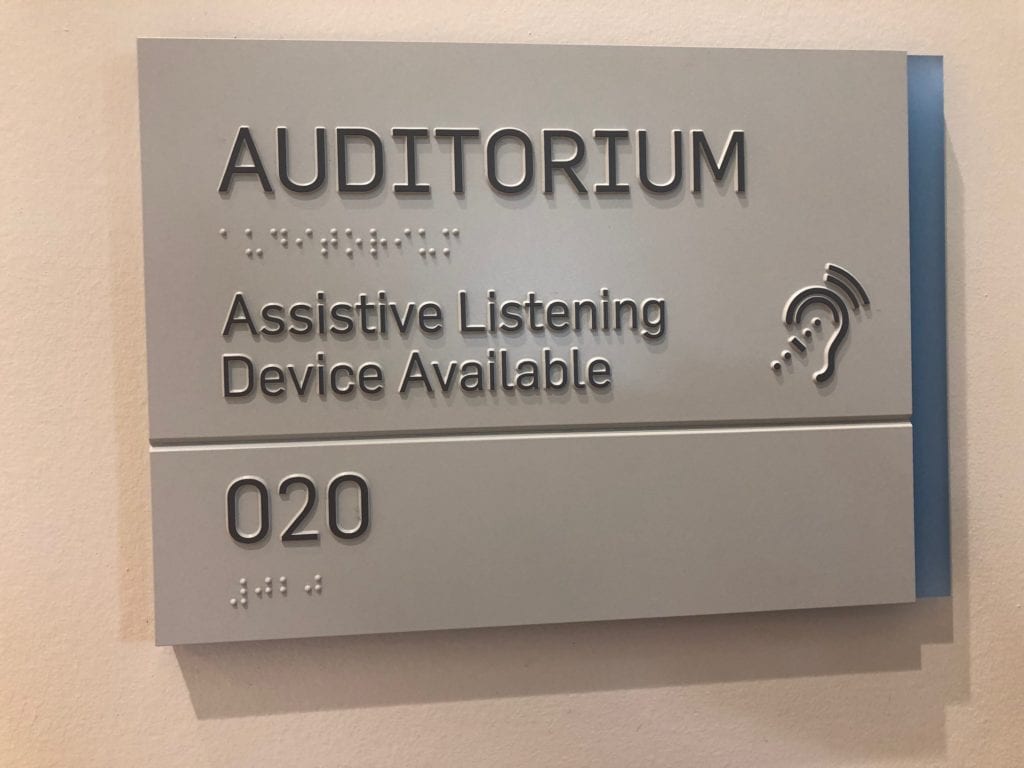 AUDITORIUM
⠁⠥⠙⠊⠞⠕⠗⠊⠥⠍
Assistive Listening
Device Available
020
⠼⠚⠃⠚